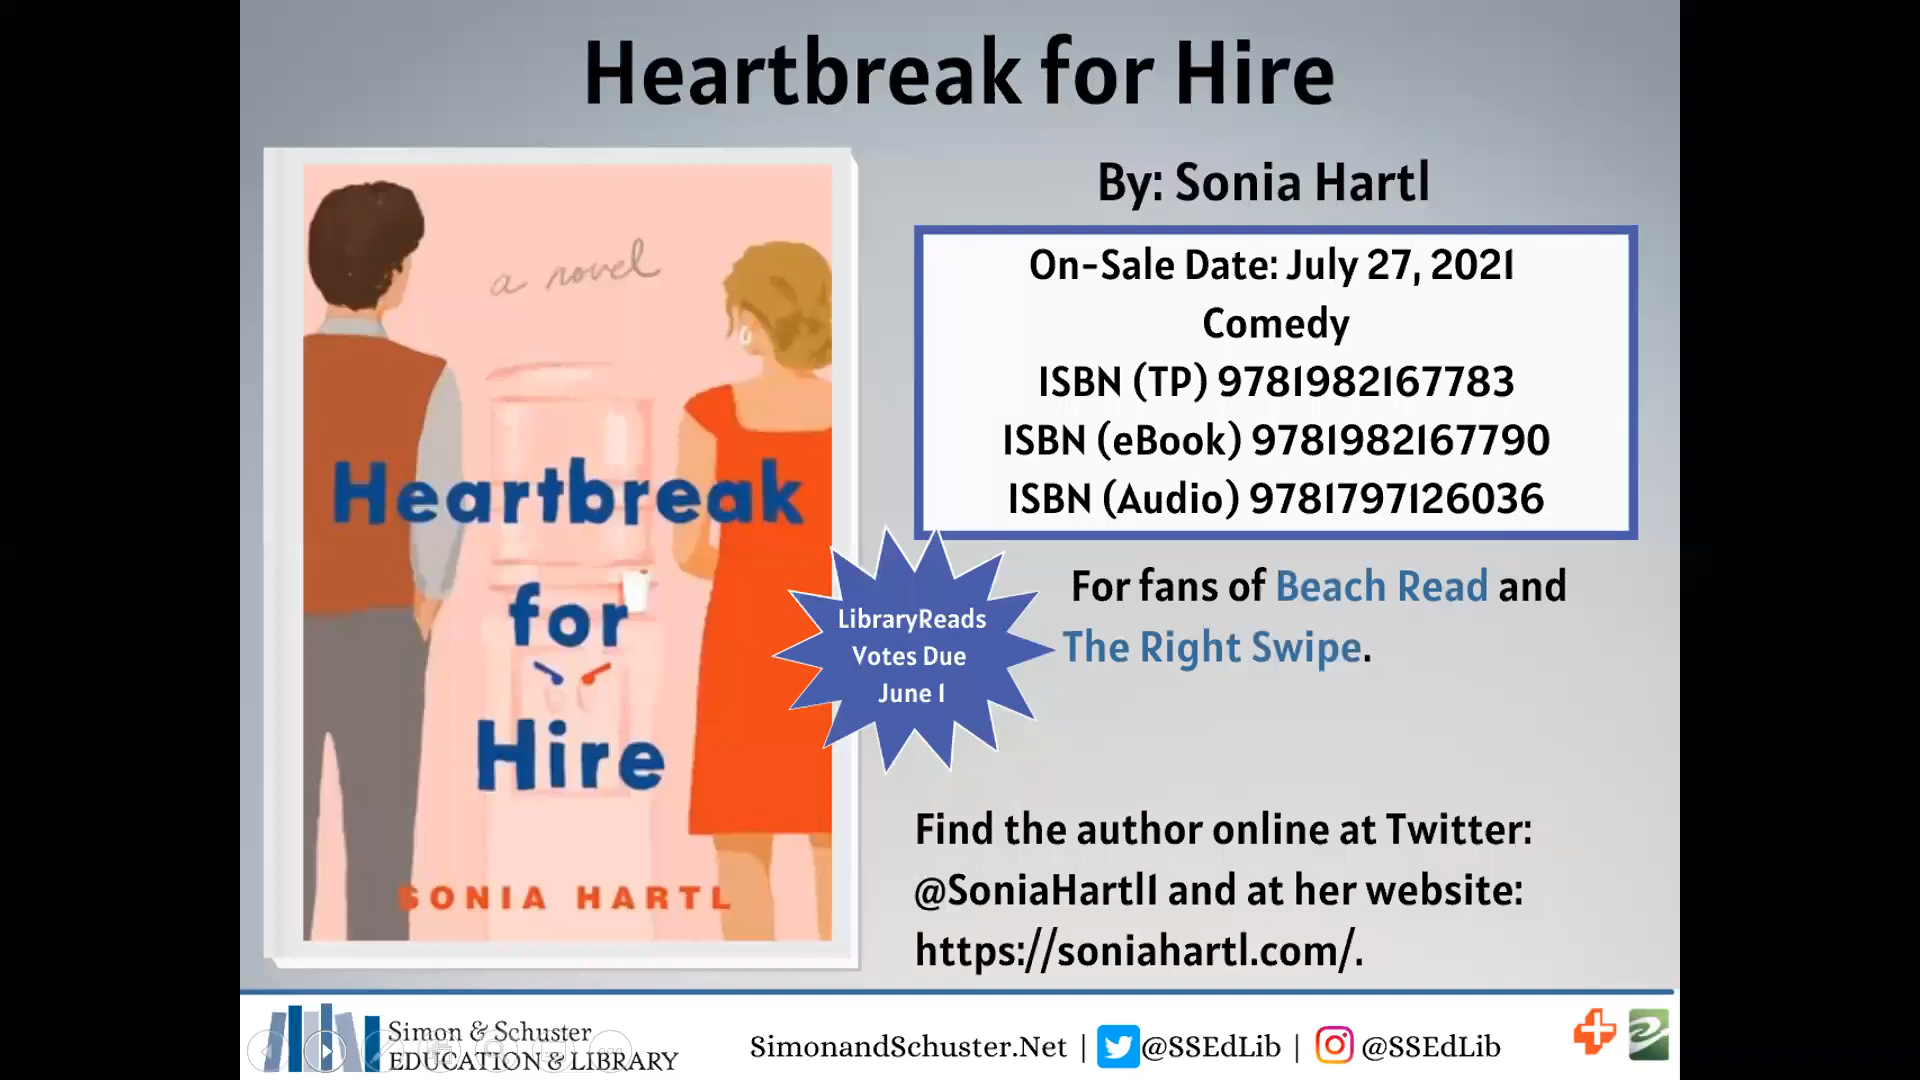 Heartbreak for Hire
a novel
Heartbreak
for
Hire
SONIA HARTL
By: Sonia Hartl
On-Sale Date: July 27, 2021
Comedy
ISBN (TP) 9781982167783
ISBN (eBook) 9781982167790
ISBN (Audio) 9781797126036
LibraryReads
Votes Due
June 1
For fans of Beach Read and
The Right Swipe.
Find the author online at Twitter:
@SoniaHartl1 and at her website:
https://soniahartl.com/.
Simon & Schuster
EDUCATION & LIBRARY
SimonandSchuster.Net | @SSEdLib | @SSEdLib